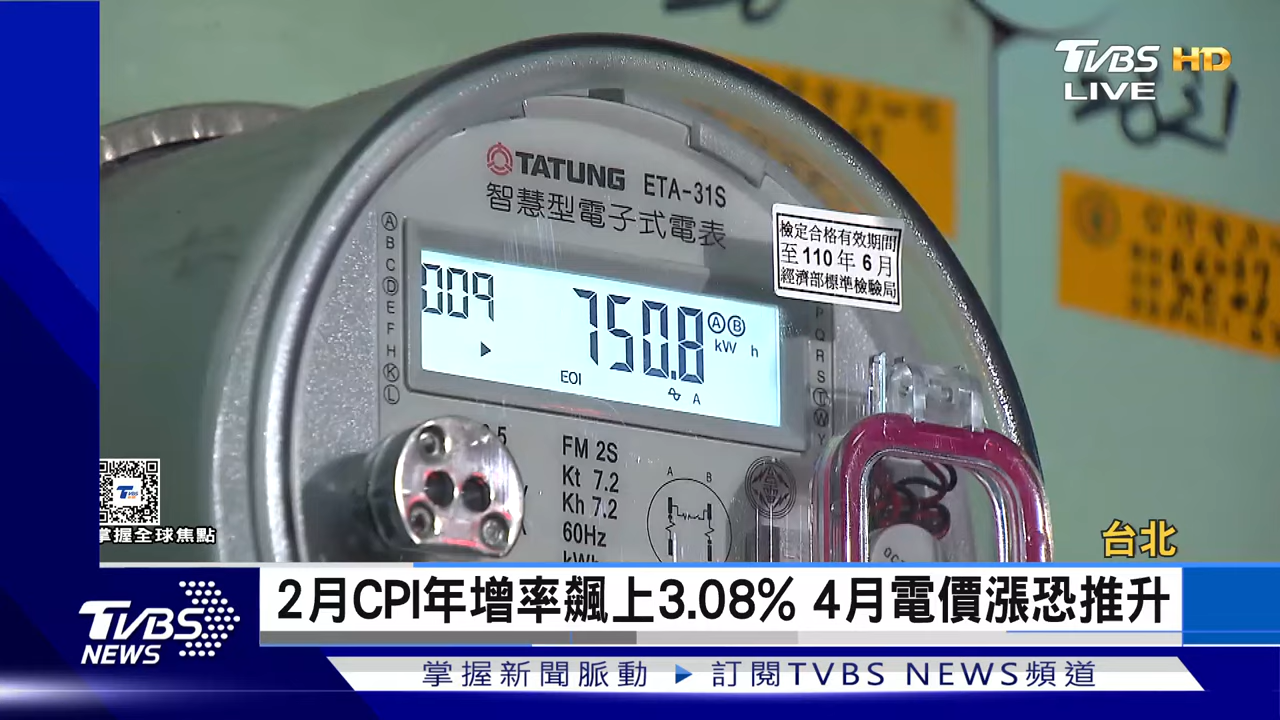 TVBS HD
LIVE
TATUNG ETA-31S
智慧型電子式電表
檢定合格有效期間
至 110 年 6 月
經濟部標準檢驗局
A
B
C
D
E
F
H
K
L
009
750.8
A B
kW h
EOI
A
P
Q
R
S
T
W
Y
FM 2S
Kt 7.2
Kh 7.2
60Hz
kWh
A B
掌握全球焦點
台北
TVBS
NEWS
2月CPI年增率飆上3.08% 4月電價漲恐推升
掌握新聞脈動 ▶ 訂閱TVBS NEWS頻道